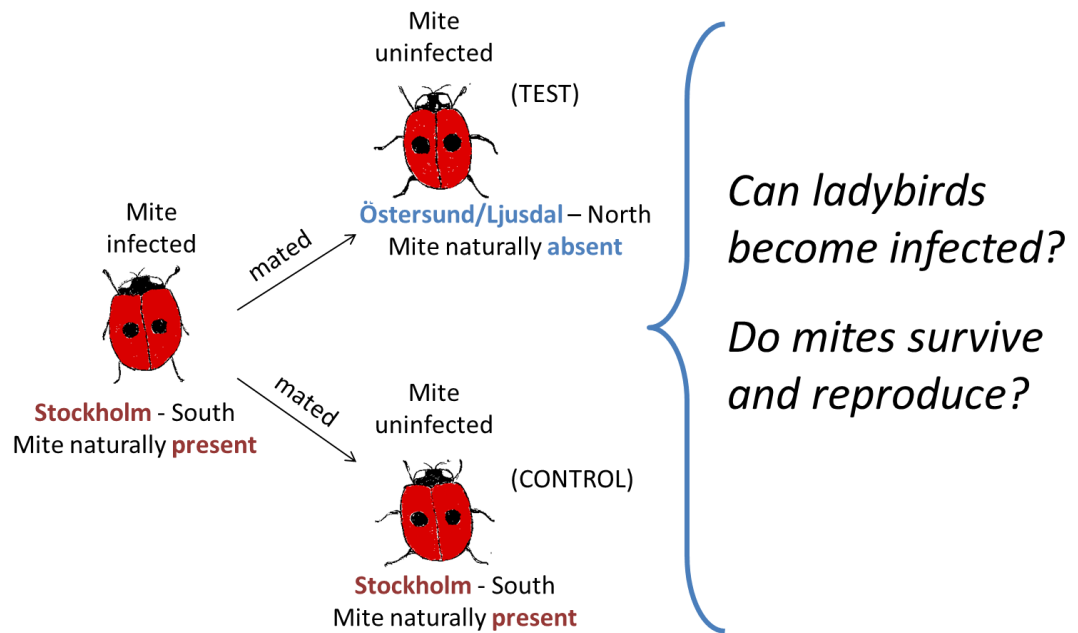 Mite
infected
Stockholm - South
Mite naturally present
mated
mated
Mite
uninfected
(TEST)
Östersund/Ljusdal – North
Mite naturally absent
Mite
uninfected
(CONTROL)
Stockholm - South
Mite naturally present
Can ladybirds
become infected?
Do mites survive
and reproduce?